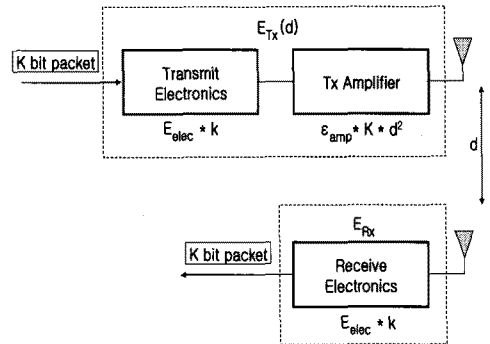 E_Tx(d)
K bit packet
Transmit
Electronics
Tx Amplifier
E_elec * k
ε_amp * K * d²
d
E_Rx
K bit packet
Receive
Electronics
E_elec * k